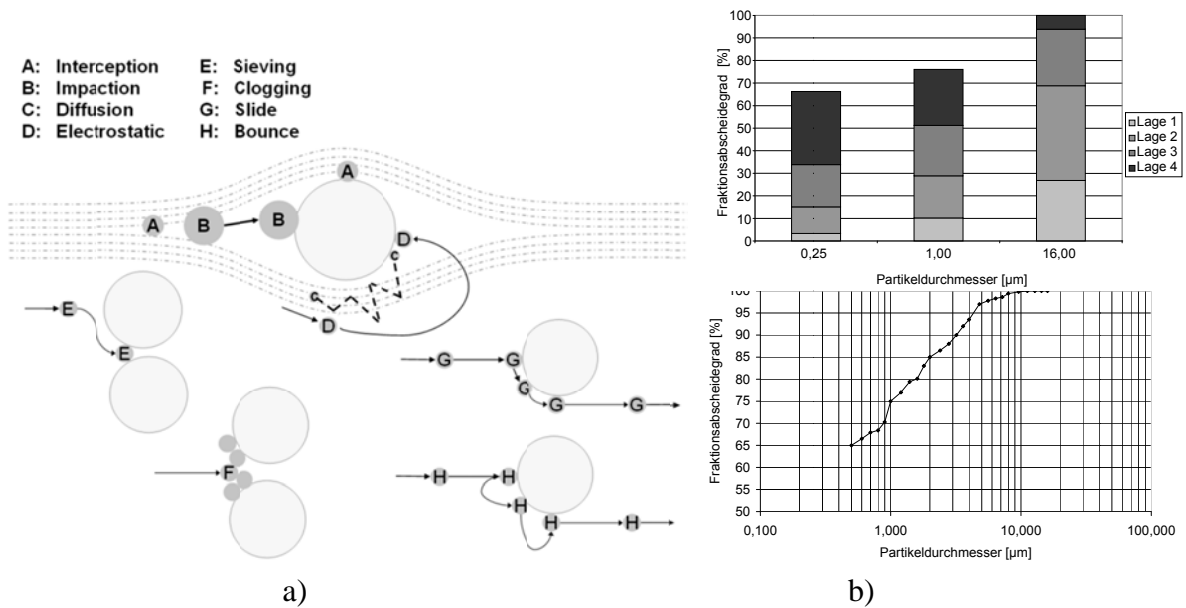 A: Interception E: Sieving
B: Impaction F: Clogging
C: Diffusion G: Slide
D: Electrostatic H: Bounce
A
A
B
B
D
c
c
D
E
E
F
G
G
G
G
G
H
H
H
H
H
a)
Fraktionsabscheidegrad [%]
100
90
80
70
60
50
40
30
20
10
0
0,25 1,00 16,00
Partikeldurchmesser [µm]
Lage 1
Lage 2
Lage 3
Lage 4
Fraktionsabscheidegrad [%]
100
95
90
85
80
75
70
65
60
55
50
0,100 1,000 10,000 100,000
Partikeldurchmesser [µm]
b)